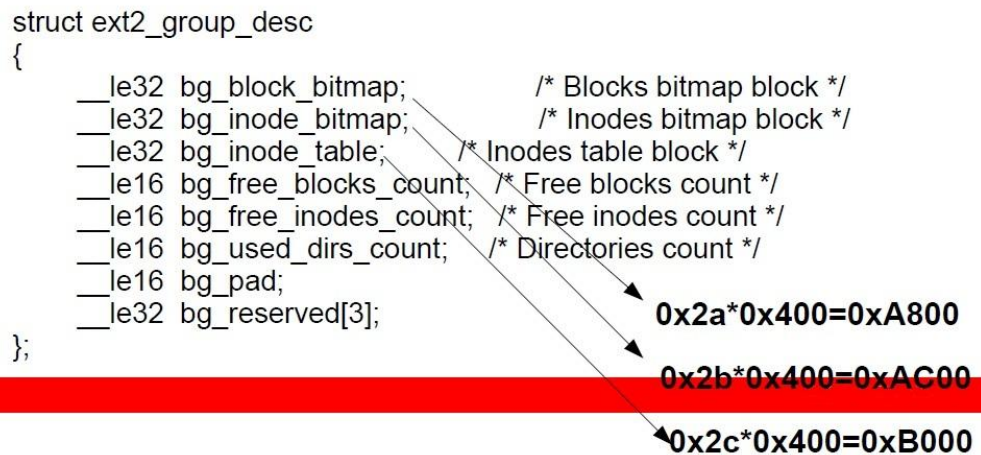 struct ext2_group_desc
{
__le32 bg_block_bitmap; /* Blocks bitmap block */
__le32 bg_inode_bitmap; /* Inodes bitmap block */
__le32 bg_inode_table; /* Inodes table block */
__le16 bg_free_blocks_count; /* Free blocks count */
__le16 bg_free_inodes_count; /* Free inodes count */
__le16 bg_used_dirs_count; /* Directories count */
__le16 bg_pad;
__le32 bg_reserved[3];
};
0x2a*0x400=0xA800
0x2b*0x400=0xAC00
0x2c*0x400=0xB000